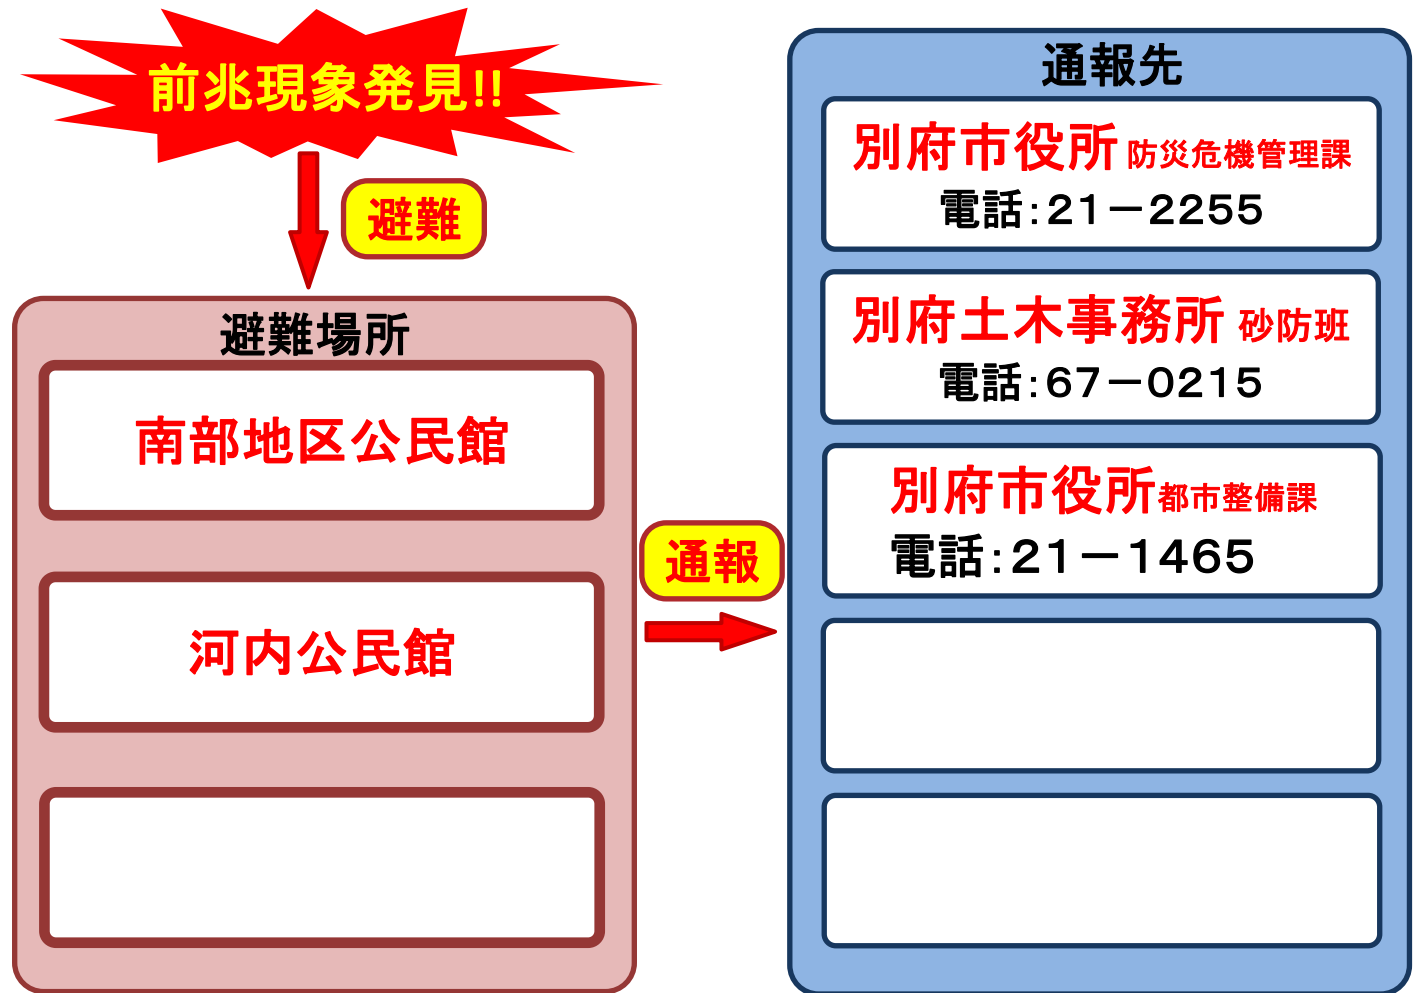 前兆現象発見!!
避難
避難場所
南部地区公民館
河内公民館
通報
通報先
別府市役所 防災危機管理課
電話:21－2255
別府土木事務所 砂防班
電話:67－0215
別府市役所都市整備課
電話:21－1465